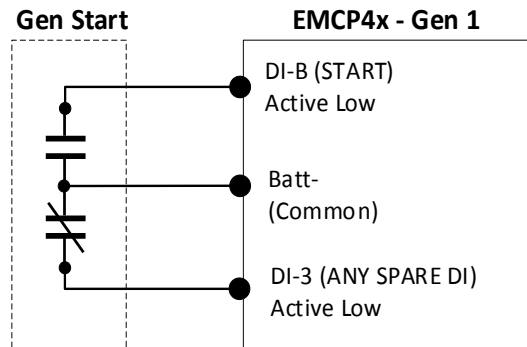 Gen Start
EMCP4x - Gen 1
DI-B (START)
Active Low
Batt-
(Common)
DI-3 (ANY SPARE DI)
Active Low